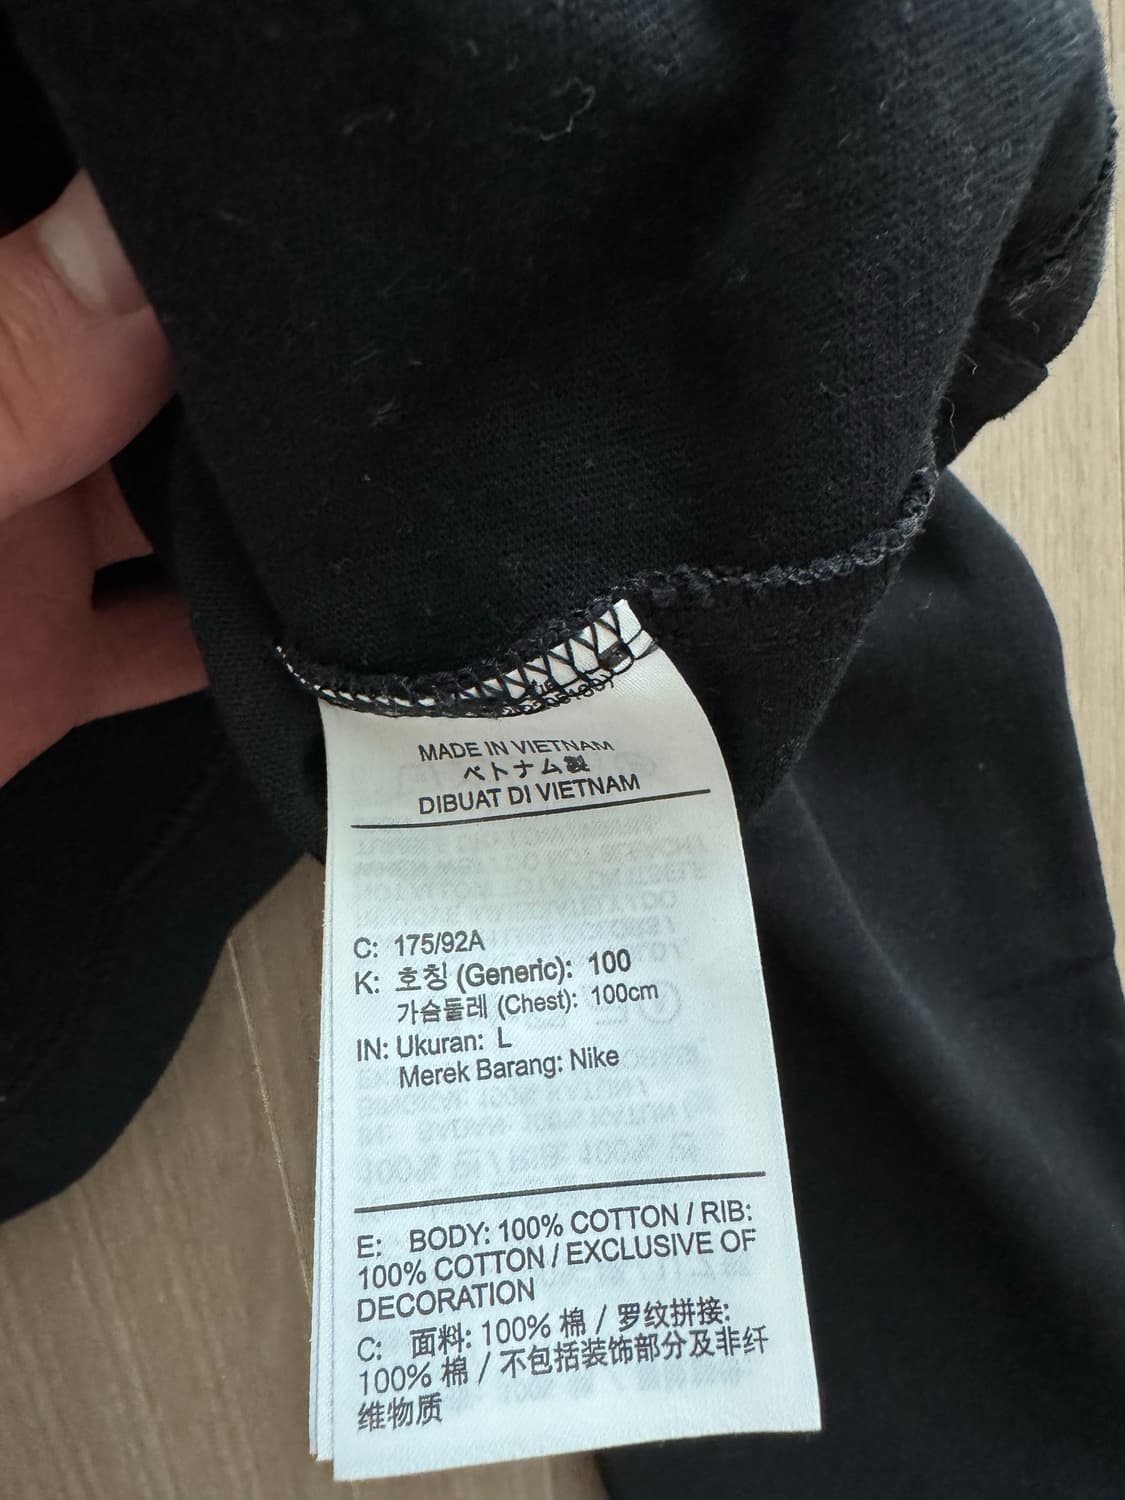 MADE IN VIETNAM
ベトナム製
DIBUAT DI VIETNAM
C: 175/92A
K: 호칭 (Generic): 100
가슴둘레 (Chest): 100cm
IN: Ukuran: L
Merek Barang: Nike
E: BODY: 100% COTTON / RIB:
100% COTTON / EXCLUSIVE OF
DECORATION
C: 面料: 100% 棉 / 罗纹拼接:
100% 棉 / 不包括装饰部分及非纤
维物质